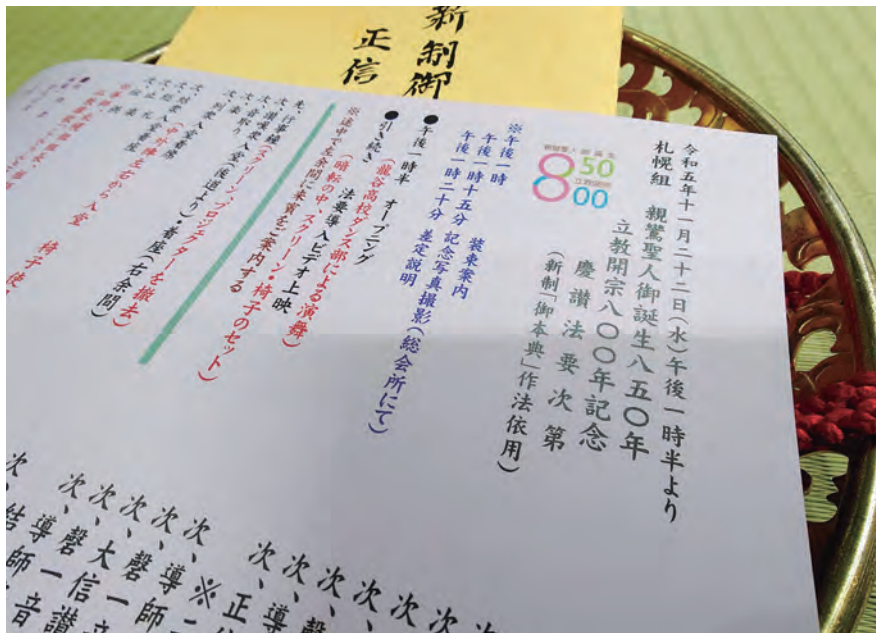 新制御
正信
令和五年十一月二十二日(水)午後一時半より
札幌組 親鸞聖人御誕生八五〇年
立教開宗八〇〇年記念
慶讃法要次第
(新制「御本典」作法依用)
850
800
※午後一時 装束案内
午後一時十五分 記念写真撮影(総会所にて)
午後一時二十分 差定説明
●午後一時半 オープニング
(龍谷高校ダンス部による演舞)
●引き続き 法要導入ビデオ上映
※途中で左余間に来賓をご案内する
(暗転の中、スクリーン・椅子のセット)
先、行事鐘
(スクリーン、プロジェクターを撤去)
次、讃衆入堂(後道より)・着座(右余間)
次、
次、列衆入堂
次、
次、
次、
次、
次、
次、導
次、正信
※二
次、導師
次、磬一
次、大信
次、磬一
導讃
次、結
師音